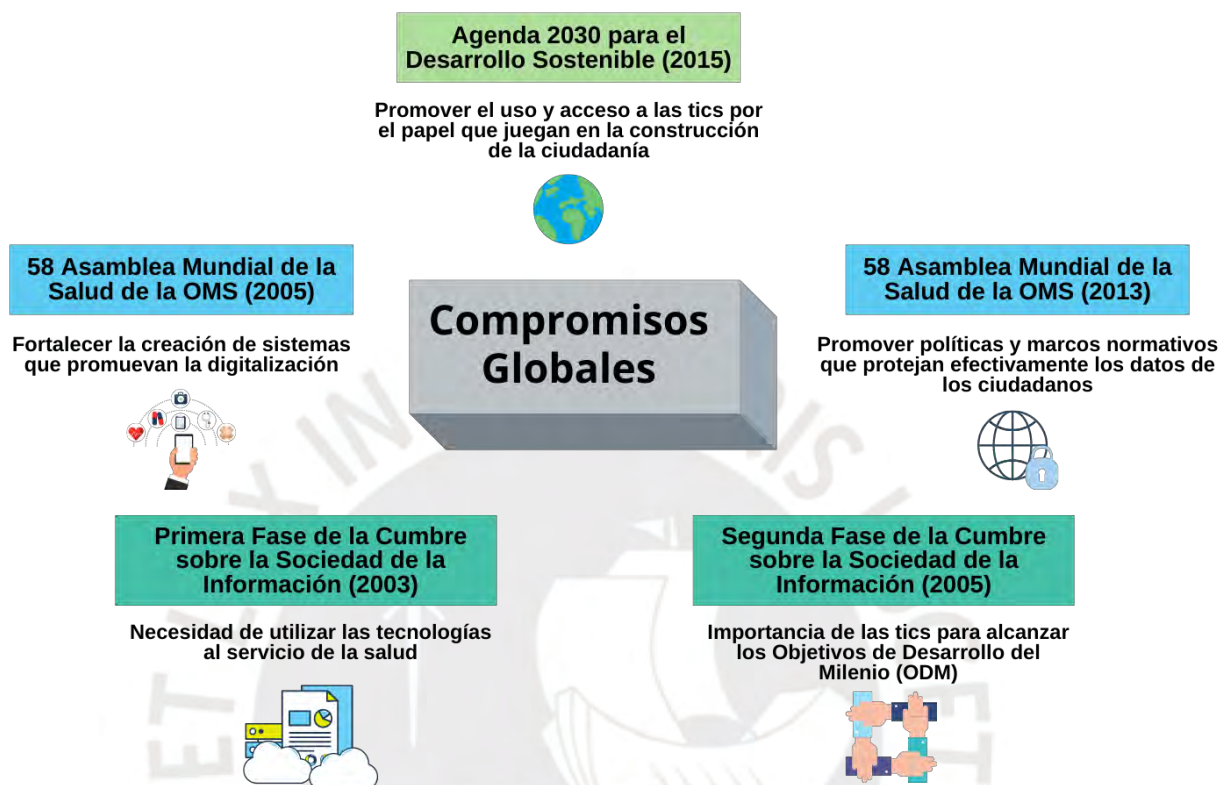 Agenda 2030 para el
Desarrollo Sostenible (2015)
Promover el uso y acceso a las tics por
el papel que juegan en la construcción
de la ciudadanía
58 Asamblea Mundial de la
Salud de la OMS (2005)
Fortalecer la creación de sistemas
que promuevan la digitalización
Compromisos
Globales
58 Asamblea Mundial de la
Salud de la OMS (2013)
Promover políticas y marcos normativos
que protejan efectivamente los datos de
los ciudadanos
Primera Fase de la Cumbre
sobre la Sociedad de la
Información (2003)
Necesidad de utilizar las tecnologías
al servicio de la salud
Segunda Fase de la Cumbre
sobre la Sociedad de la
Información (2005)
Importancia de las tics para alcanzar
los Objetivos de Desarrollo del
Milenio (ODM)